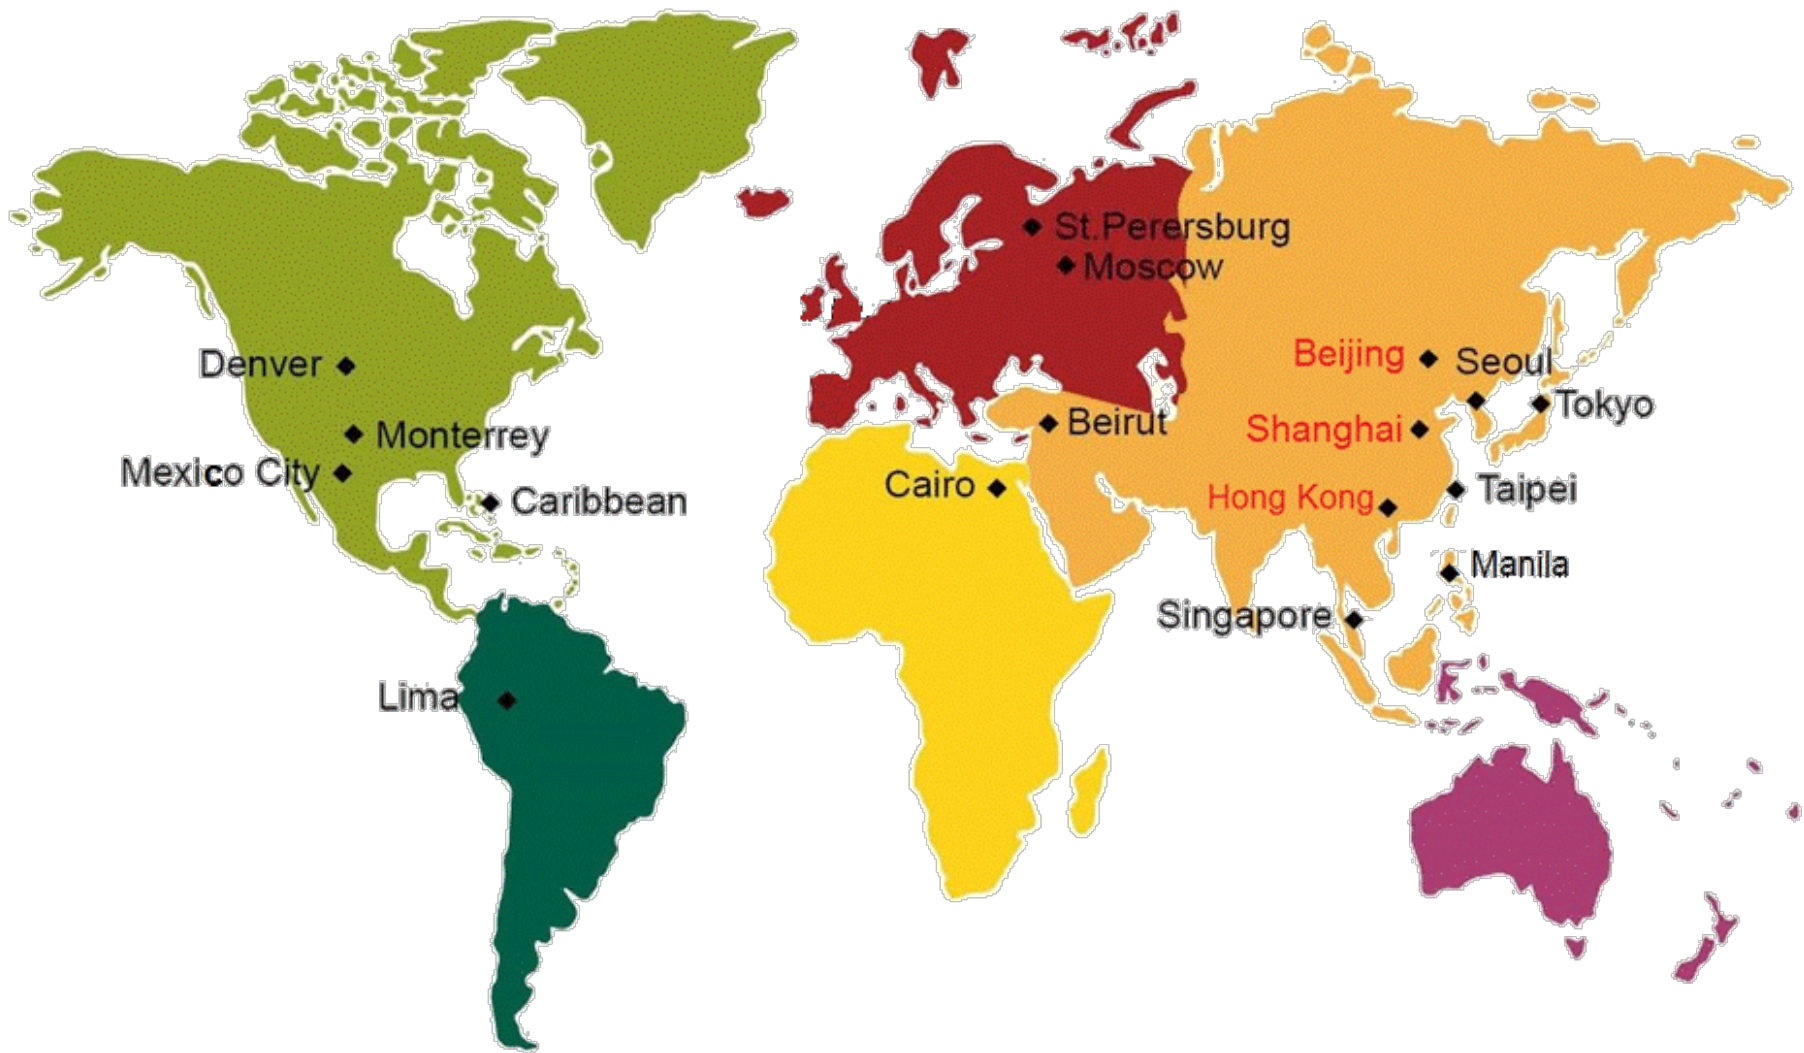 St.Perersburg
Moscow
Denver
Beijing
Seoul
Tokyo
Beirut
Shanghai
Monterrey
Mexico City
Caribbean
Cairo
Hong Kong
Taipei
Manila
Singapore
Lima